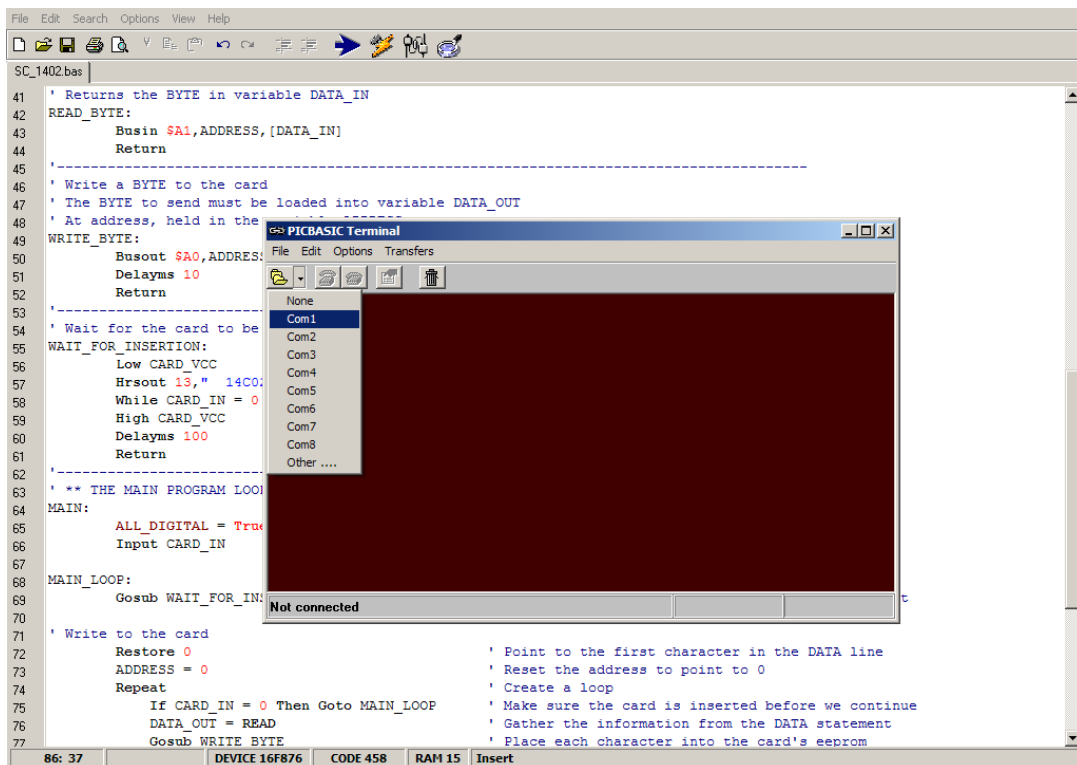 File Edit Search Options View Help
SC_1402.bas
41 ' Returns the BYTE in variable DATA_IN
42 READ_BYTE:
43 Busin $A1,ADDRESS,[DATA_IN]
44 Return
45 '-----------------------------------------------------------------------------------------
46 ' Write a BYTE to the card
47 ' The BYTE to send must be loaded into variable DATA_OUT
48 ' At address, held in the
49 WRITE_BYTE:
50 Busout $A0,ADDRES
51 Delayms 10
52 Return
53 '-------------------------
54 ' Wait for the card to be
55 WAIT_FOR_INSERTION:
56 Low CARD_VCC
57 Hrsout 13," 14C0
58 While CARD_IN = 0
59 High CARD_VCC
60 Delayms 100
61 Return
62 '-------------------------
63 ' ** THE MAIN PROGRAM LOO
64 MAIN:
65 ALL_DIGITAL = True
66 Input CARD_IN
67
68 MAIN_LOOP:
69 Gosub WAIT_FOR_IN t
70
71 ' Write to the card
72 Restore 0 ' Point to the first character in the DATA line
73 ADDRESS = 0 ' Reset the address to point to 0
74 Repeat ' Create a loop
75 If CARD_IN = 0 Then Goto MAIN_LOOP ' Make sure the card is inserted before we continue
76 DATA_OUT = READ ' Gather the information from the DATA statement
77 Gosub WRITE_BYTE ' Place each character into the card's eeprom
86: 37 DEVICE 16F876 CODE 458 RAM 15 Insert
PICBASIC Terminal
File Edit Options Transfers
None
Com1
Com2
Com3
Com4
Com5
Com6
Com7
Com8
Other ....
Not connected